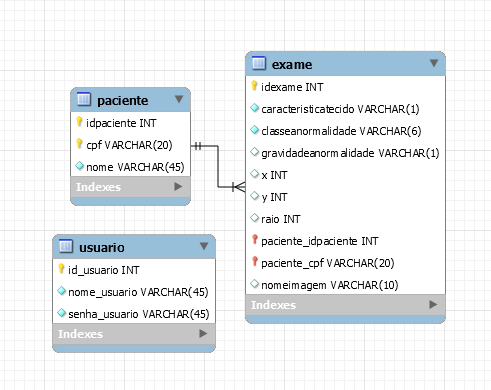 paciente
idpaciente INT
cpf VARCHAR(20)
nome VARCHAR(45)
Indexes
usuario
id_usuario INT
nome_usuario VARCHAR(45)
senha_usuario VARCHAR(45)
Indexes
exame
idexame INT
caracteristicatecido VARCHAR(1)
classeanormalidade VARCHAR(6)
gravidadeanormalidade VARCHAR(1)
x INT
y INT
raio INT
paciente_idpaciente INT
paciente_cpf VARCHAR(20)
nomeimagem VARCHAR(10)
Indexes